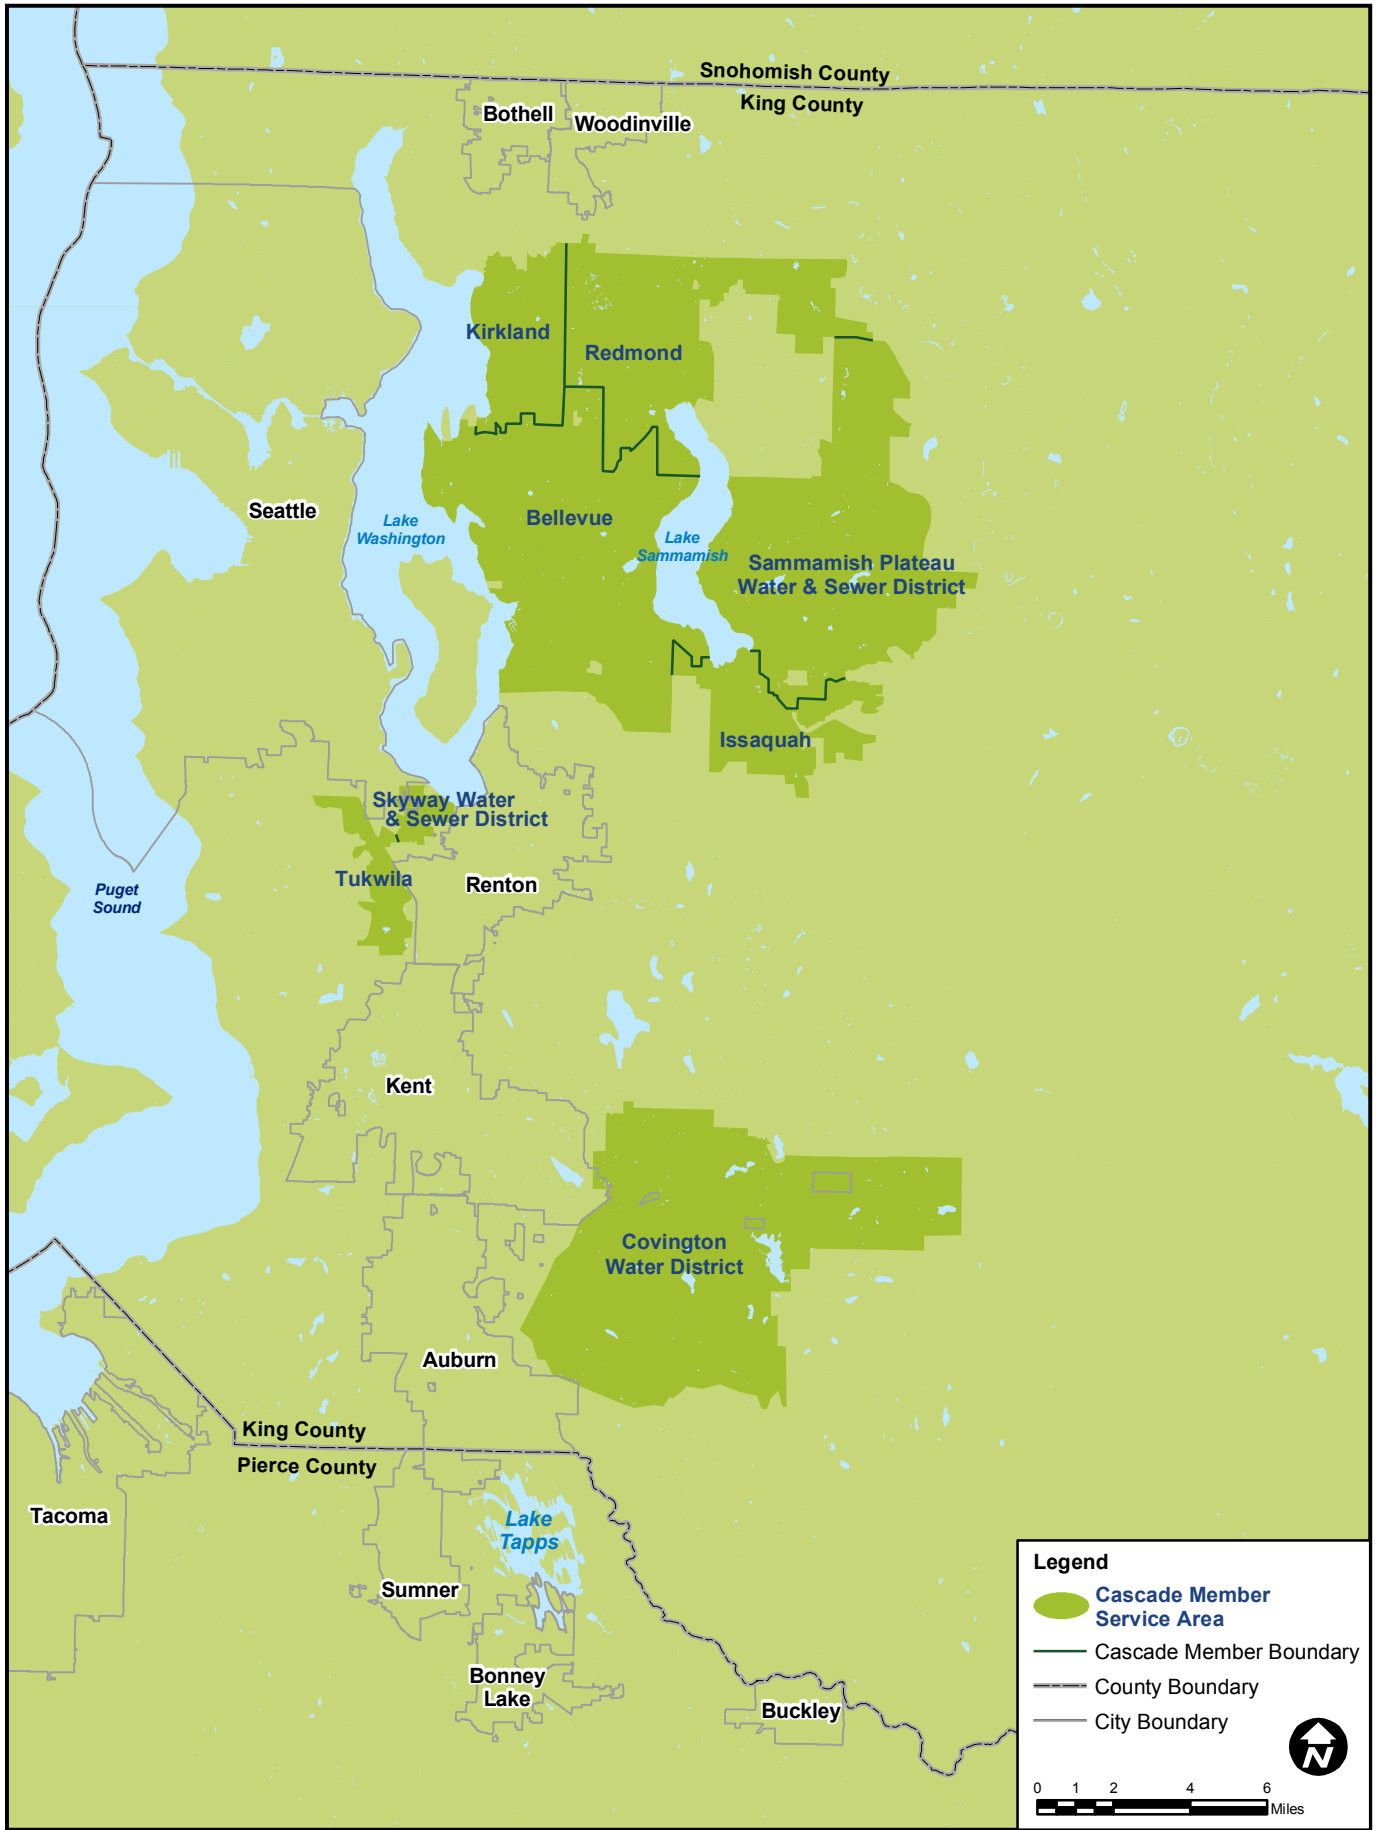 Snohomish County
King County
Bothell
Woodinville
Kirkland
Redmond
Seattle
Lake
Washington
Bellevue
Lake
Sammamish
Sammamish Plateau
Water & Sewer District
Issaquah
Skyway Water
& Sewer District
Tukwila
Renton
Puget
Sound
Kent
Covington
Water District
Auburn
King County
Pierce County
Tacoma
Lake
Tapps
Sumner
Bonney
Lake
Buckley
Legend
Cascade Member
Service Area
Cascade Member Boundary
County Boundary
City Boundary
N
0 1 2 4 6
Miles